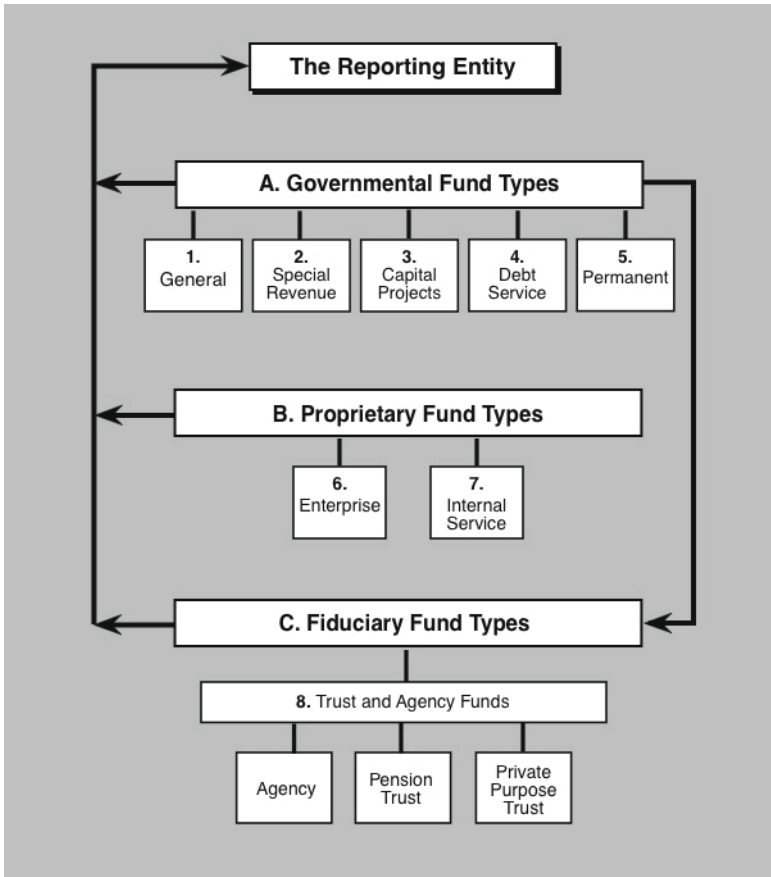 The Reporting Entity
A. Governmental Fund Types
1.
General
2.
Special
Revenue
3.
Capital
Projects
4.
Debt
Service
5.
Permanent
B. Proprietary Fund Types
6.
Enterprise
7.
Internal
Service
C. Fiduciary Fund Types
8. Trust and Agency Funds
Agency
Pension
Trust
Private
Purpose
Trust